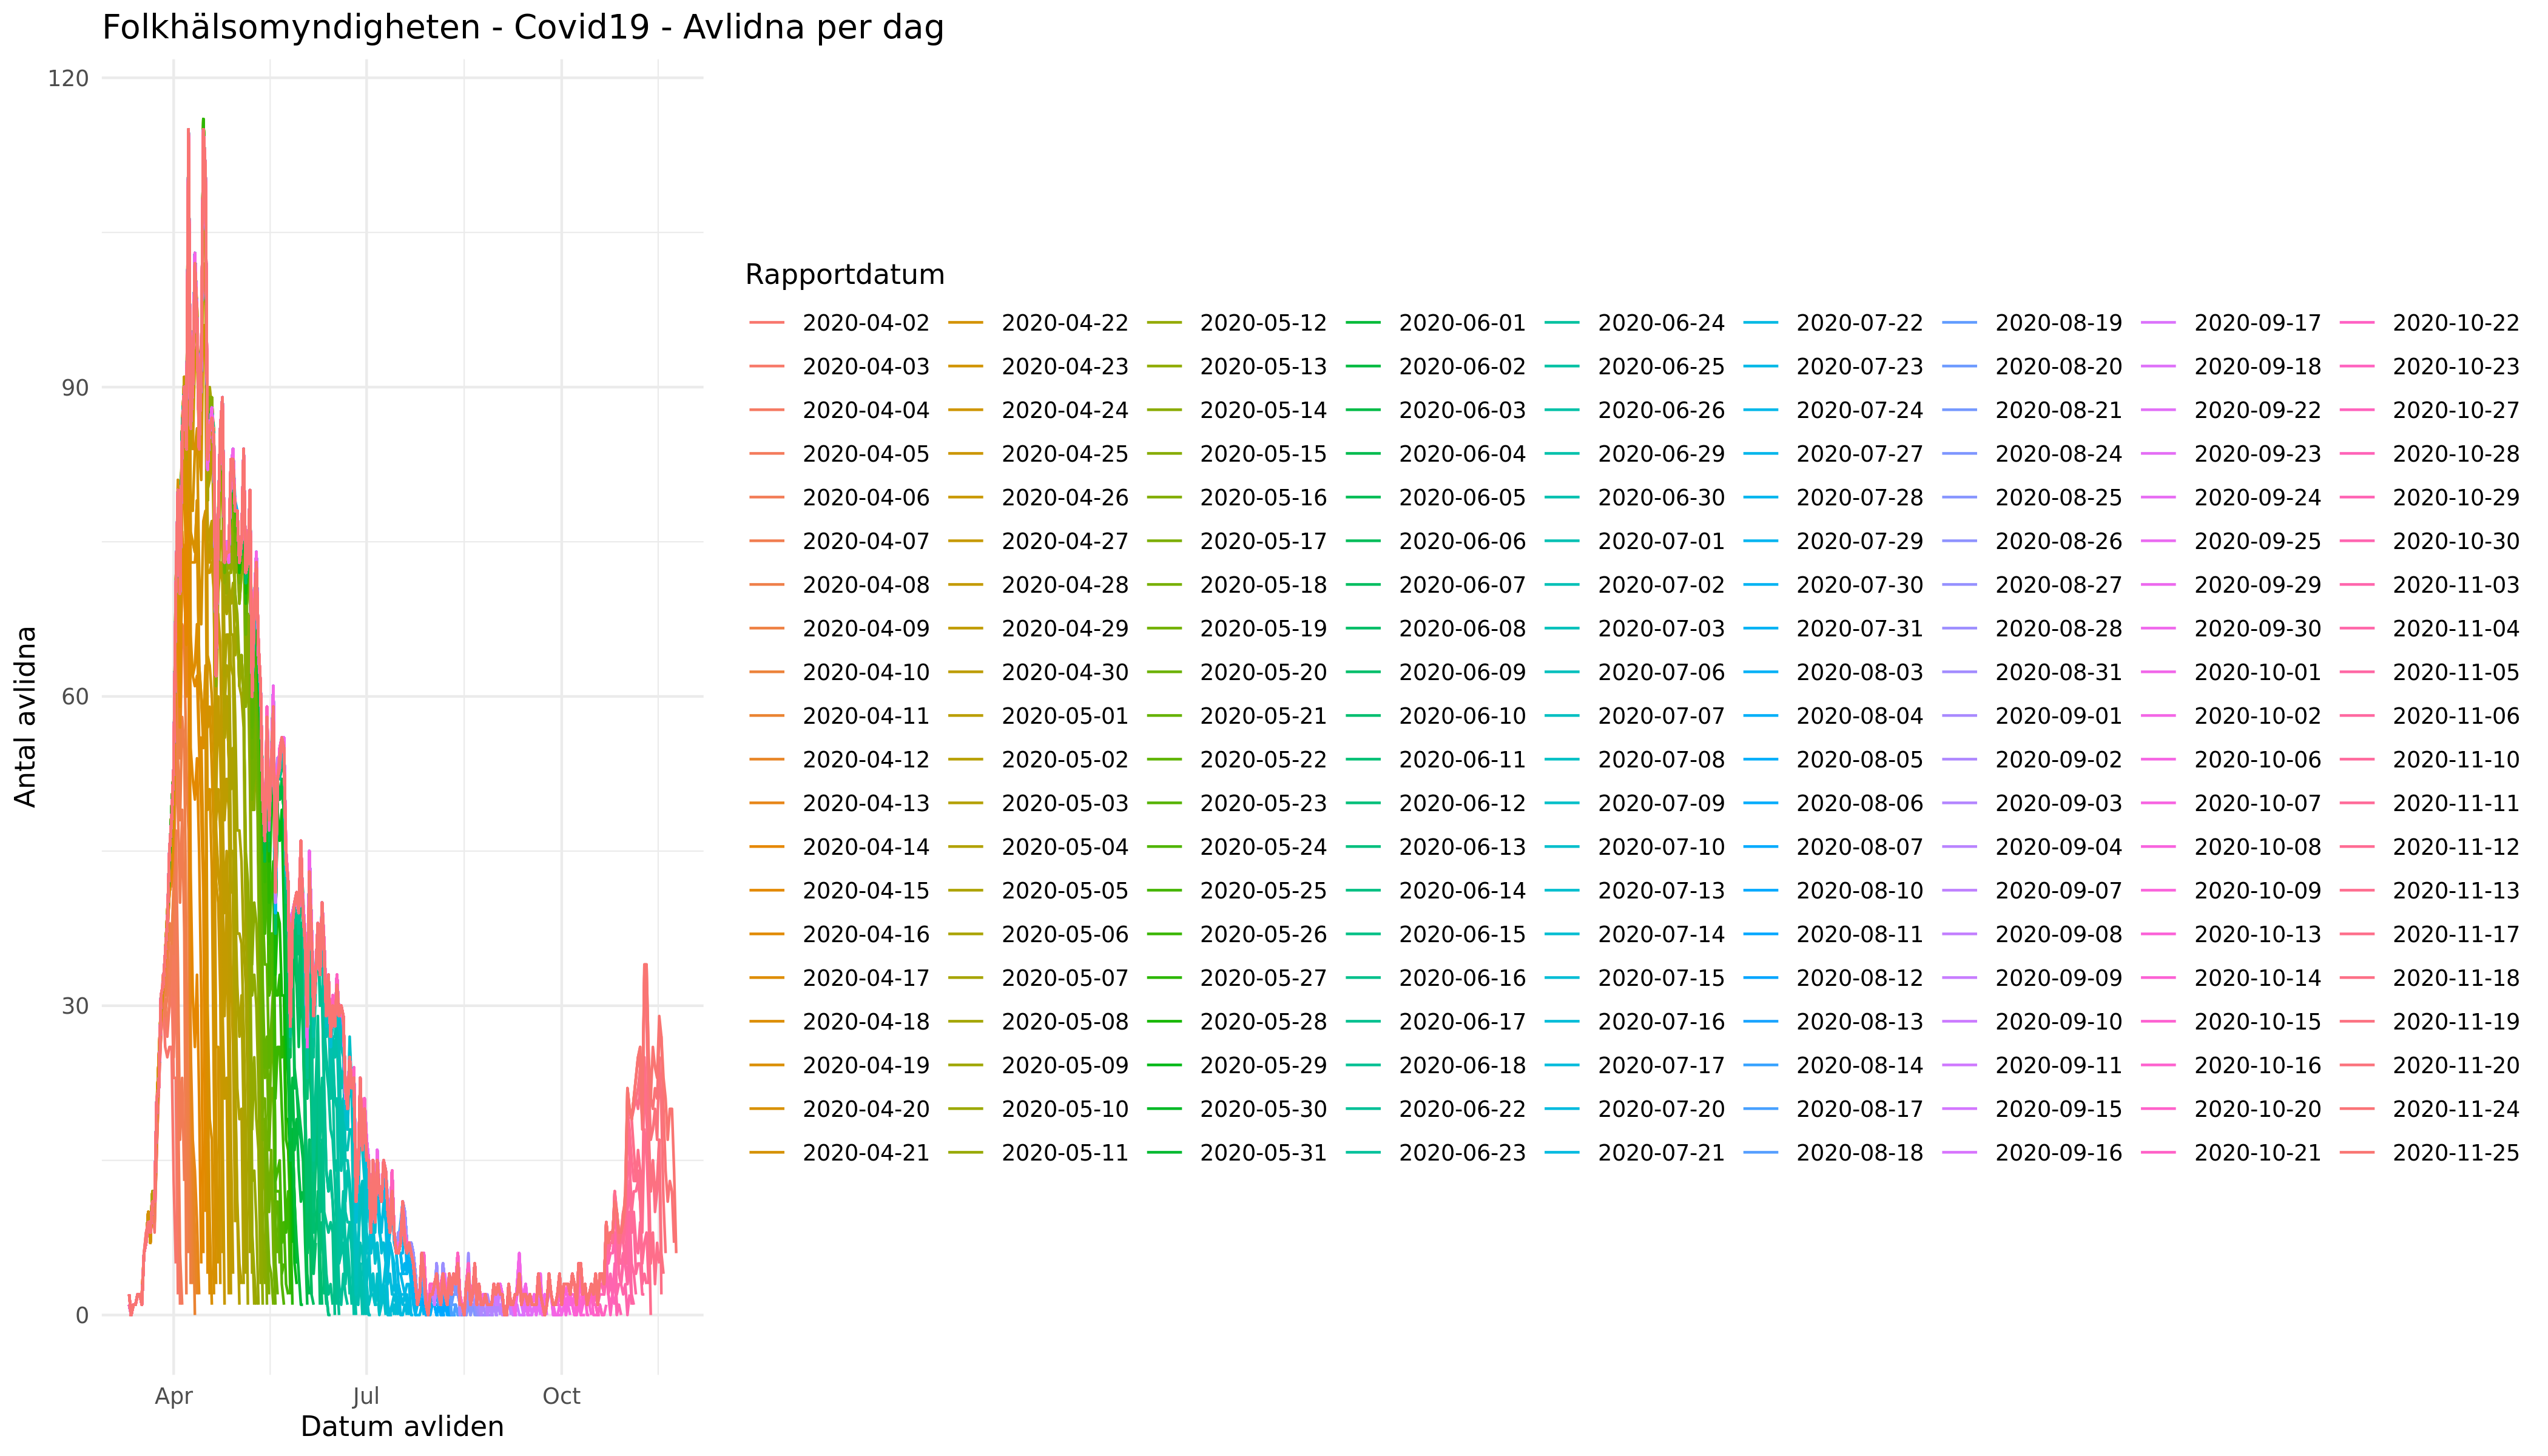 Folkhälsomyndigheten - Covid19 - Avlidna per dag
120
90
60
30
0
Antal avlidna
Apr Jul Oct
Datum avliden
Rapportdatum
2020-04-02 2020-04-22 2020-05-12 2020-06-01 2020-06-24 2020-07-22 2020-08-19 2020-09-17 2020-10-22
2020-04-03 2020-04-23 2020-05-13 2020-06-02 2020-06-25 2020-07-23 2020-08-20 2020-09-18 2020-10-23
2020-04-04 2020-04-24 2020-05-14 2020-06-03 2020-06-26 2020-07-24 2020-08-21 2020-09-22 2020-10-27
2020-04-05 2020-04-25 2020-05-15 2020-06-04 2020-06-29 2020-07-27 2020-08-24 2020-09-23 2020-10-28
2020-04-06 2020-04-26 2020-05-16 2020-06-05 2020-06-30 2020-07-28 2020-08-25 2020-09-24 2020-10-29
2020-04-07 2020-04-27 2020-05-17 2020-06-06 2020-07-01 2020-07-29 2020-08-26 2020-09-25 2020-10-30
2020-04-08 2020-04-28 2020-05-18 2020-06-07 2020-07-02 2020-07-30 2020-08-27 2020-09-29 2020-11-03
2020-04-09 2020-04-29 2020-05-19 2020-06-08 2020-07-03 2020-07-31 2020-08-28 2020-09-30 2020-11-04
2020-04-10 2020-04-30 2020-05-20 2020-06-09 2020-07-06 2020-08-03 2020-08-31 2020-10-01 2020-11-05
2020-04-11 2020-05-01 2020-05-21 2020-06-10 2020-07-07 2020-08-04 2020-09-01 2020-10-02 2020-11-06
2020-04-12 2020-05-02 2020-05-22 2020-06-11 2020-07-08 2020-08-05 2020-09-02 2020-10-06 2020-11-10
2020-04-13 2020-05-03 2020-05-23 2020-06-12 2020-07-09 2020-08-06 2020-09-03 2020-10-07 2020-11-11
2020-04-14 2020-05-04 2020-05-24 2020-06-13 2020-07-10 2020-08-07 2020-09-04 2020-10-08 2020-11-12
2020-04-15 2020-05-05 2020-05-25 2020-06-14 2020-07-13 2020-08-10 2020-09-07 2020-10-09 2020-11-13
2020-04-16 2020-05-06 2020-05-26 2020-06-15 2020-07-14 2020-08-11 2020-09-08 2020-10-13 2020-11-17
2020-04-17 2020-05-07 2020-05-27 2020-06-16 2020-07-15 2020-08-12 2020-09-09 2020-10-14 2020-11-18
2020-04-18 2020-05-08 2020-05-28 2020-06-17 2020-07-16 2020-08-13 2020-09-10 2020-10-15 2020-11-19
2020-04-19 2020-05-09 2020-05-29 2020-06-18 2020-07-17 2020-08-14 2020-09-11 2020-10-16 2020-11-20
2020-04-20 2020-05-10 2020-05-30 2020-06-22 2020-07-20 2020-08-17 2020-09-15 2020-10-20 2020-11-24
2020-04-21 2020-05-11 2020-05-31 2020-06-23 2020-07-21 2020-08-18 2020-09-16 2020-10-21 2020-11-25